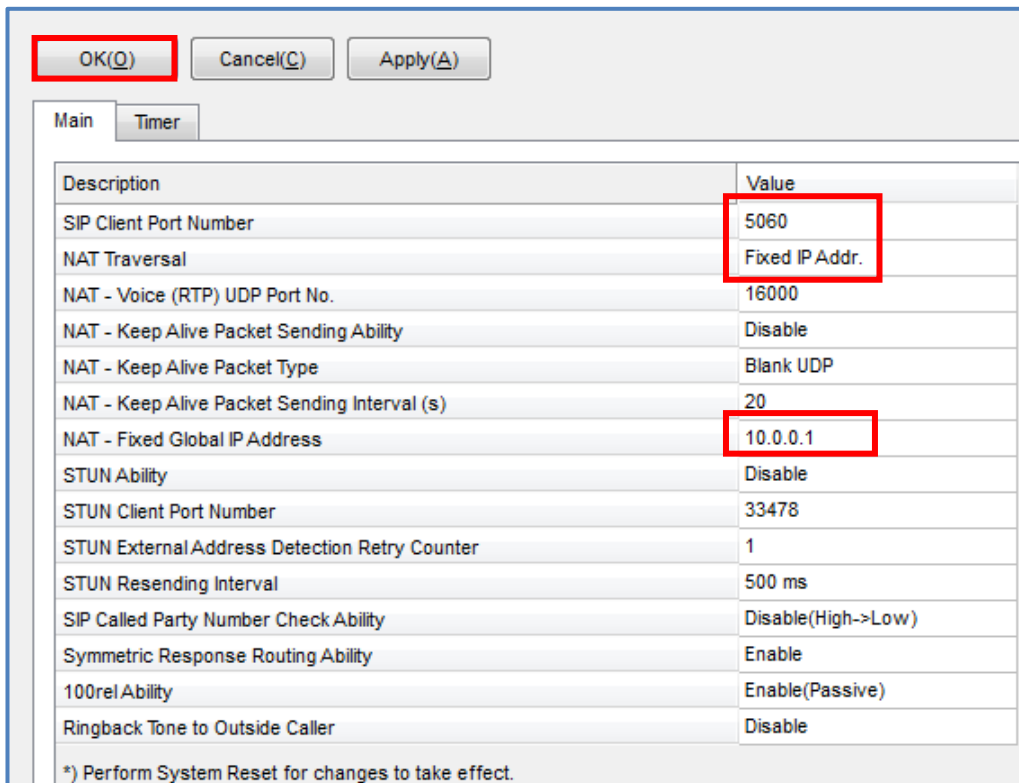 OK(O) Cancel(C) Apply(A)
Main Timer
Description Value
SIP Client Port Number 5060
NAT Traversal Fixed IP Addr.
NAT - Voice (RTP) UDP Port No. 16000
NAT - Keep Alive Packet Sending Ability Disable
NAT - Keep Alive Packet Type Blank UDP
NAT - Keep Alive Packet Sending Interval (s) 20
NAT - Fixed Global IP Address 10.0.0.1
STUN Ability Disable
STUN Client Port Number 33478
STUN External Address Detection Retry Counter 1
STUN Resending Interval 500 ms
SIP Called Party Number Check Ability Disable(High->Low)
Symmetric Response Routing Ability Enable
100rel Ability Enable(Passive)
Ringback Tone to Outside Caller Disable
*) Perform System Reset for changes to take effect.